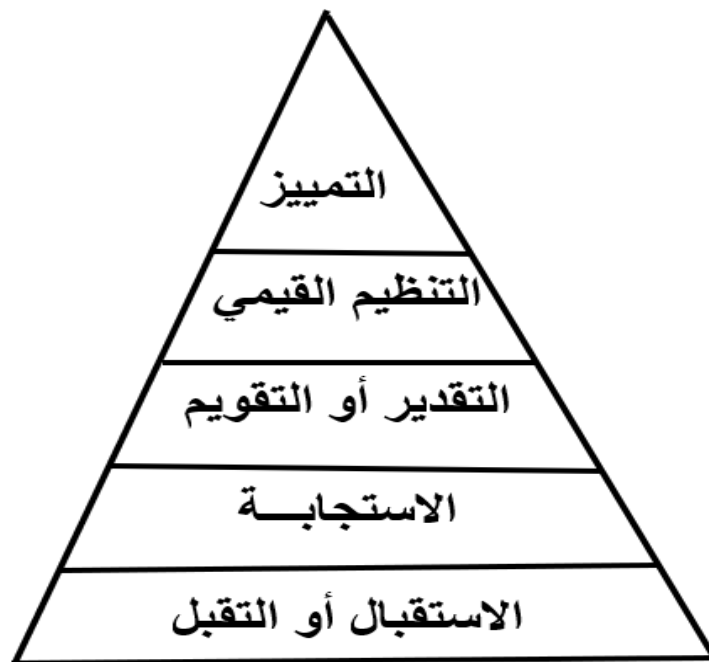 التمييز
التنظيم القيمي
التقدير أو التقويم
الاستجابـــة
الاستقبال أو التقبل